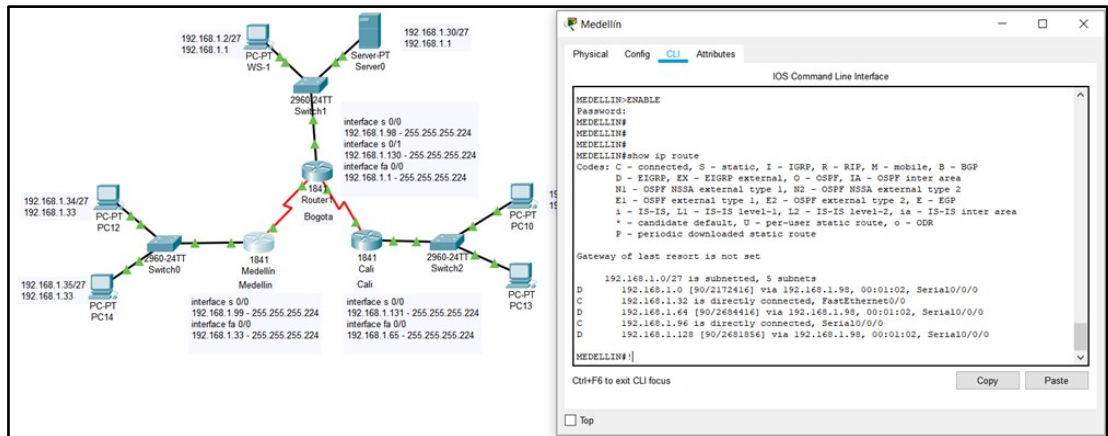 192.168.1.2/27
192.168.1.1
PC-PT
WS-1
Server-PT
Server0
192.168.1.30/27
192.168.1.1
2960-24TT
Switch1
interface s 0/0
192.168.1.98 - 255.255.255.224
interface s 0/1
192.168.1.130 - 255.255.255.224
interface fa 0/0
192.168.1.1 - 255.255.255.224
1841
Router1
Bogota
192.168.1.34/27
192.168.1.33
PC-PT
PC12
2960-24TT
Switch0
1841
Medellín
Medellin
1841
Cali
Cali
2960-24TT
Switch2
PC-PT
PC10
192.168.1.35/27
192.168.1.33
PC-PT
PC14
PC-PT
PC13
interface s 0/0
192.168.1.99 - 255.255.255.224
interface fa 0/0
192.168.1.33 - 255.255.255.224
interface s 0/0
192.168.1.131 - 255.255.255.224
interface fa 0/0
192.168.1.65 - 255.255.255.224
Medellín
Physical Config CLI Attributes
IOS Command Line Interface
MEDELLIN>ENABLE
Password:
MEDELLIN#
MEDELLIN#
MEDELLIN#
MEDELLIN#show ip route
Codes: C - connected, S - static, I - IGRP, R - RIP, M - mobile, B - BGP
D - EIGRP, EX - EIGRP external, O - OSPF, IA - OSPF inter area
N1 - OSPF NSSA external type 1, N2 - OSPF NSSA external type 2
E1 - OSPF external type 1, E2 - OSPF external type 2, E - EGP
i - IS-IS, L1 - IS-IS level-1, L2 - IS-IS level-2, ia - IS-IS inter area
* - candidate default, U - per-user static route, o - ODR
P - periodic downloaded static route
Gateway of last resort is not set
192.168.1.0/27 is subnetted, 5 subnets
D 192.168.1.0 [90/2172416] via 192.168.1.98, 00:01:02, Serial0/0/0
C 192.168.1.32 is directly connected, FastEthernet0/0
D 192.168.1.64 [90/2684416] via 192.168.1.98, 00:01:02, Serial0/0/0
C 192.168.1.96 is directly connected, Serial0/0/0
D 192.168.1.128 [90/2681856] via 192.168.1.98, 00:01:02, Serial0/0/0
MEDELLIN#!
Ctrl+F6 to exit CLI focus
Copy
Paste
Top